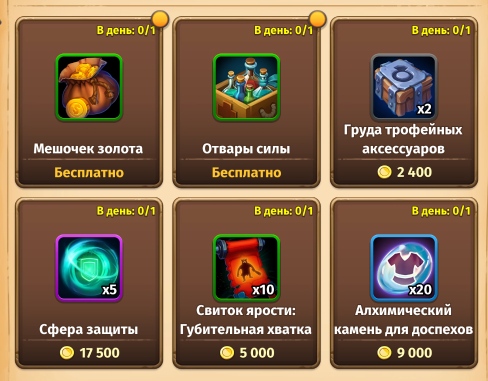 В день: 0/1
Мешочек золота
Бесплатно
В день: 0/1
Отвары силы
Бесплатно
В день: 0/1
x2
Груда трофейных
аксессуаров
2 400
В день: 0/1
x5
Сфера защиты
17 500
В день: 0/1
x10
Свиток ярости:
Губительная хватка
5 000
В день: 0/1
x20
Алхимический
камень для доспехов
9 000